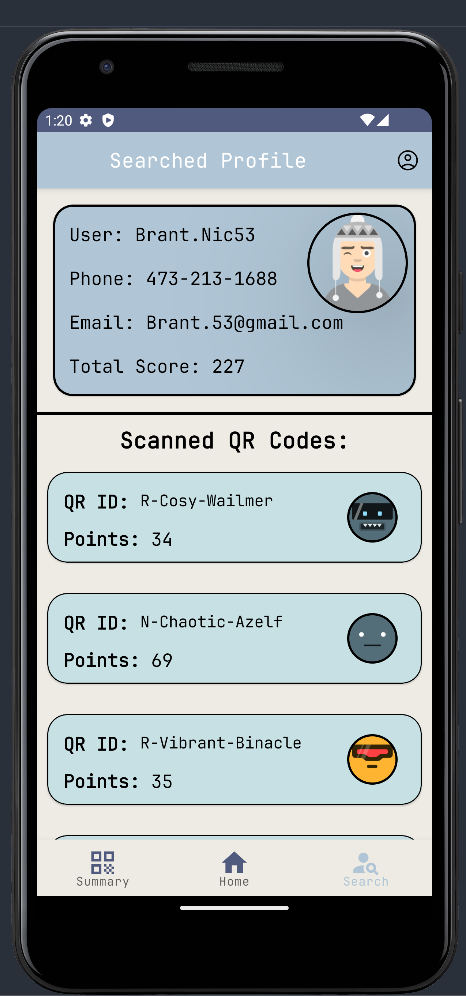 1:20
Searched Profile
User: Brant.Nic53
Phone: 473-213-1688
Email: Brant.53@gmail.com
Total Score: 227
Scanned QR Codes:
QR ID: R-Cosy-Wailmer
Points: 34
QR ID: N-Chaotic-Azelf
Points: 69
QR ID: R-Vibrant-Binacle
Points: 35
Summary Home Search